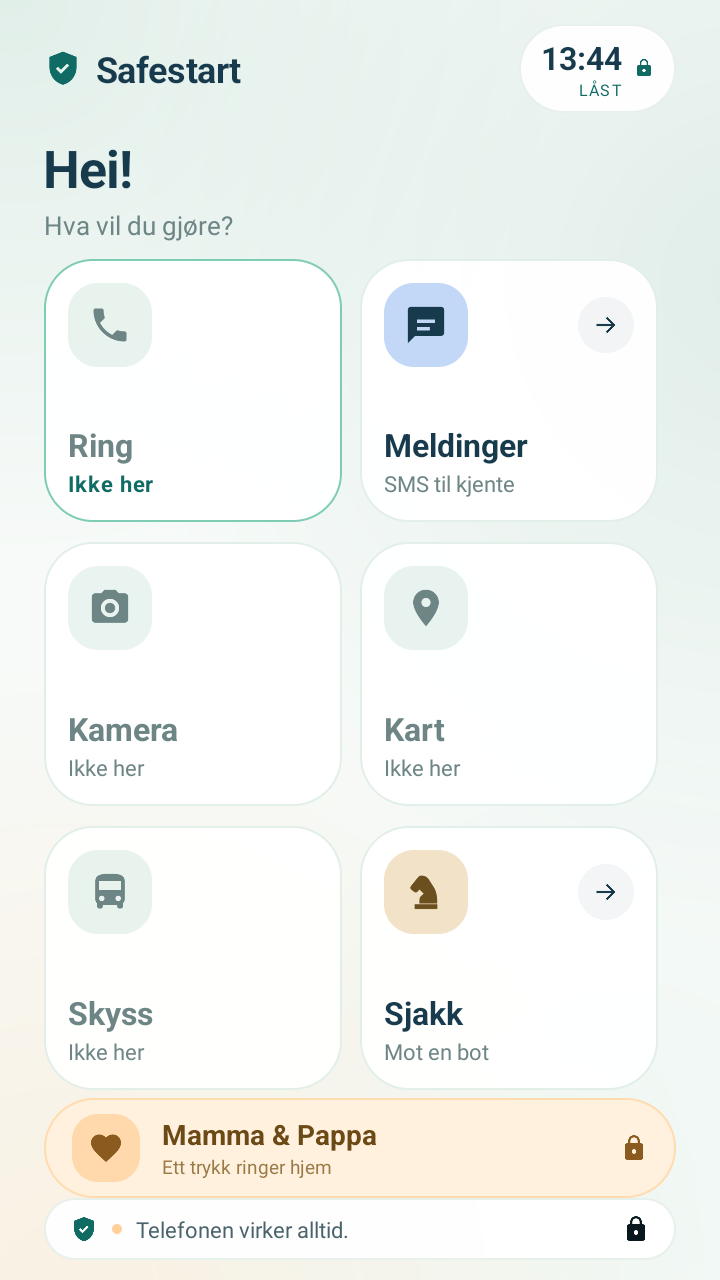 Safestart
13:44
LÅST
Hei!
Hva vil du gjøre?
Ring
Ikke her
Meldinger
SMS til kjente
Kamera
Ikke her
Kart
Ikke her
Skyss
Ikke her
Sjakk
Mot en bot
Mamma & Pappa
Ett trykk ringer hjem
Telefonen virker alltid.